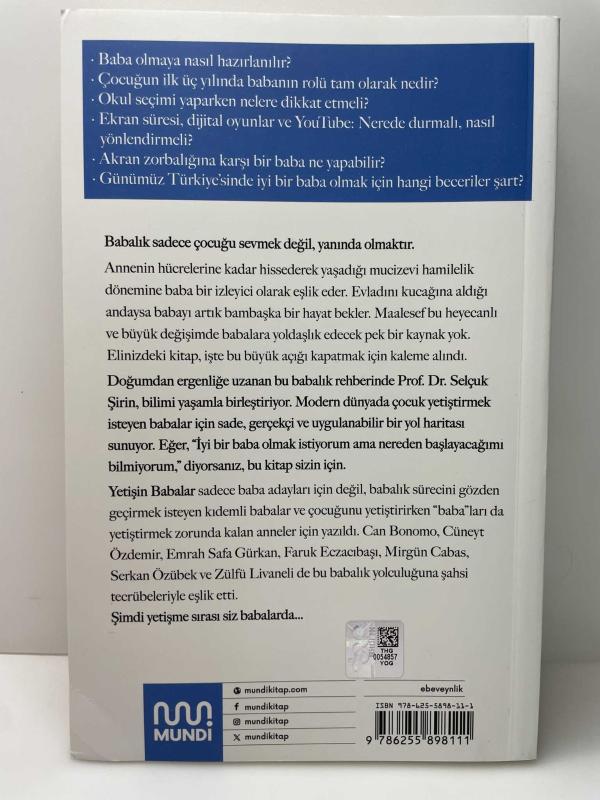 · Baba olmaya nasıl hazırlanılır?
· Çocuğun ilk üç yılında babanın rolü tam olarak nedir?
· Okul seçimi yaparken nelere dikkat etmeli?
· Ekran süresi, dijital oyunlar ve YouTube: Nerede durmalı, nasıl
yönlendirmeli?
· Akran zorbalığına karşı bir baba ne yapabilir?
· Günümüz Türkiye'sinde iyi bir baba olmak için hangi beceriler şart?
Babalık sadece çocuğu sevmek değil, yanında olmaktır.
Annenin hücrelerine kadar hissederek yaşadığı mucizevi hamilelik
dönemine baba bir izleyici olarak eşlik eder. Evladını kucağına aldığı
andaysa babayı artık bambaşka bir hayat bekler. Maalesef bu heyecanlı
ve büyük değişimde babalara yoldaşlık edecek pek bir kaynak yok.
Elinizdeki kitap, işte bu büyük açığı kapatmak için kaleme alındı.
Doğumdan ergenliğe uzanan bu babalık rehberinde Prof. Dr. Selçuk
Şirin, bilimi yaşamla birleştiriyor. Modern dünyada çocuk yetiştirmek
isteyen babalar için sade, gerçekçi ve uygulanabilir bir yol haritası
sunuyor. Eğer, “İyi bir baba olmak istiyorum ama nereden başlayacağımı
bilmiyorum,” diyorsanız, bu kitap sizin için.
Yetişin Babalar sadece baba adayları için değil, babalık sürecini gözden
geçirmek isteyen kıdemli babalar ve çocuğunu yetiştirirken “baba”ları da
yetiştirmek zorunda kalan anneler için yazıldı. Can Bonomo, Cüneyt
Özdemir, Emrah Safa Gürkan, Faruk Eczacıbaşı, Mirgün Cabas,
Serkan Özübek ve Zülfü Livaneli de bu babalık yolculuğuna şahsi
tecrübeleriyle eşlik etti.
Şimdi yetişme sırası siz babalarda...
THG
0054857
YOG
MUNDİ
mundikitap.com
mundikitap
mundikitap
mundikitap
ebeveynlik
ISBN 978-625-5898-11-1
9 786255 898111